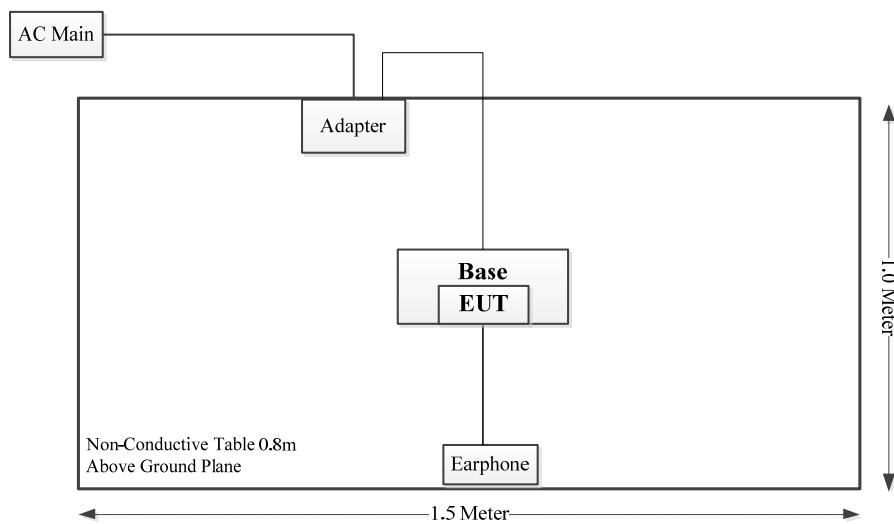 AC Main
Adapter
Base
EUT
1.0 Meter
Non-Conductive Table 0.8m
Above Ground Plane
Earphone
1.5 Meter